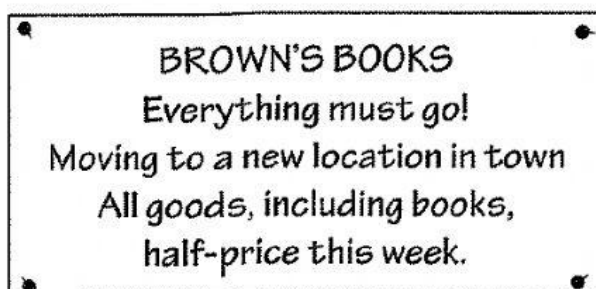 BROWN'S BOOKS
Everything must go!
Moving to a new location in town
All goods, including books,
half-price this week.